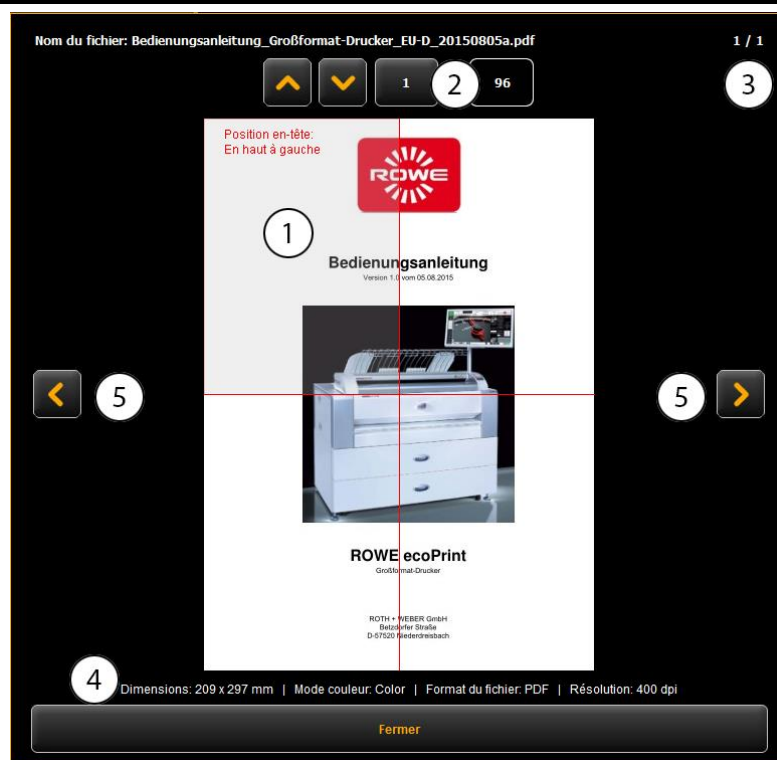 Nom du fichier: Bedienungsanleitung_Großformat-Drucker_EU-D_20150805a.pdf
1 / 1
1
2
96
3
Position en-tête:
En haut à gauche
ROWE
1
Bedienungsanleitung
Version 1.0 vom 05.08.2015
5
5
ROWE ecoPrint
Großformat-Drucker
ROTH + WEBER GmbH
Betzdorfer Straße
D-57520 Niederdreisbach
4
Dimensions: 209 x 297 mm | Mode couleur: Color | Format du fichier: PDF | Résolution: 400 dpi
Fermer